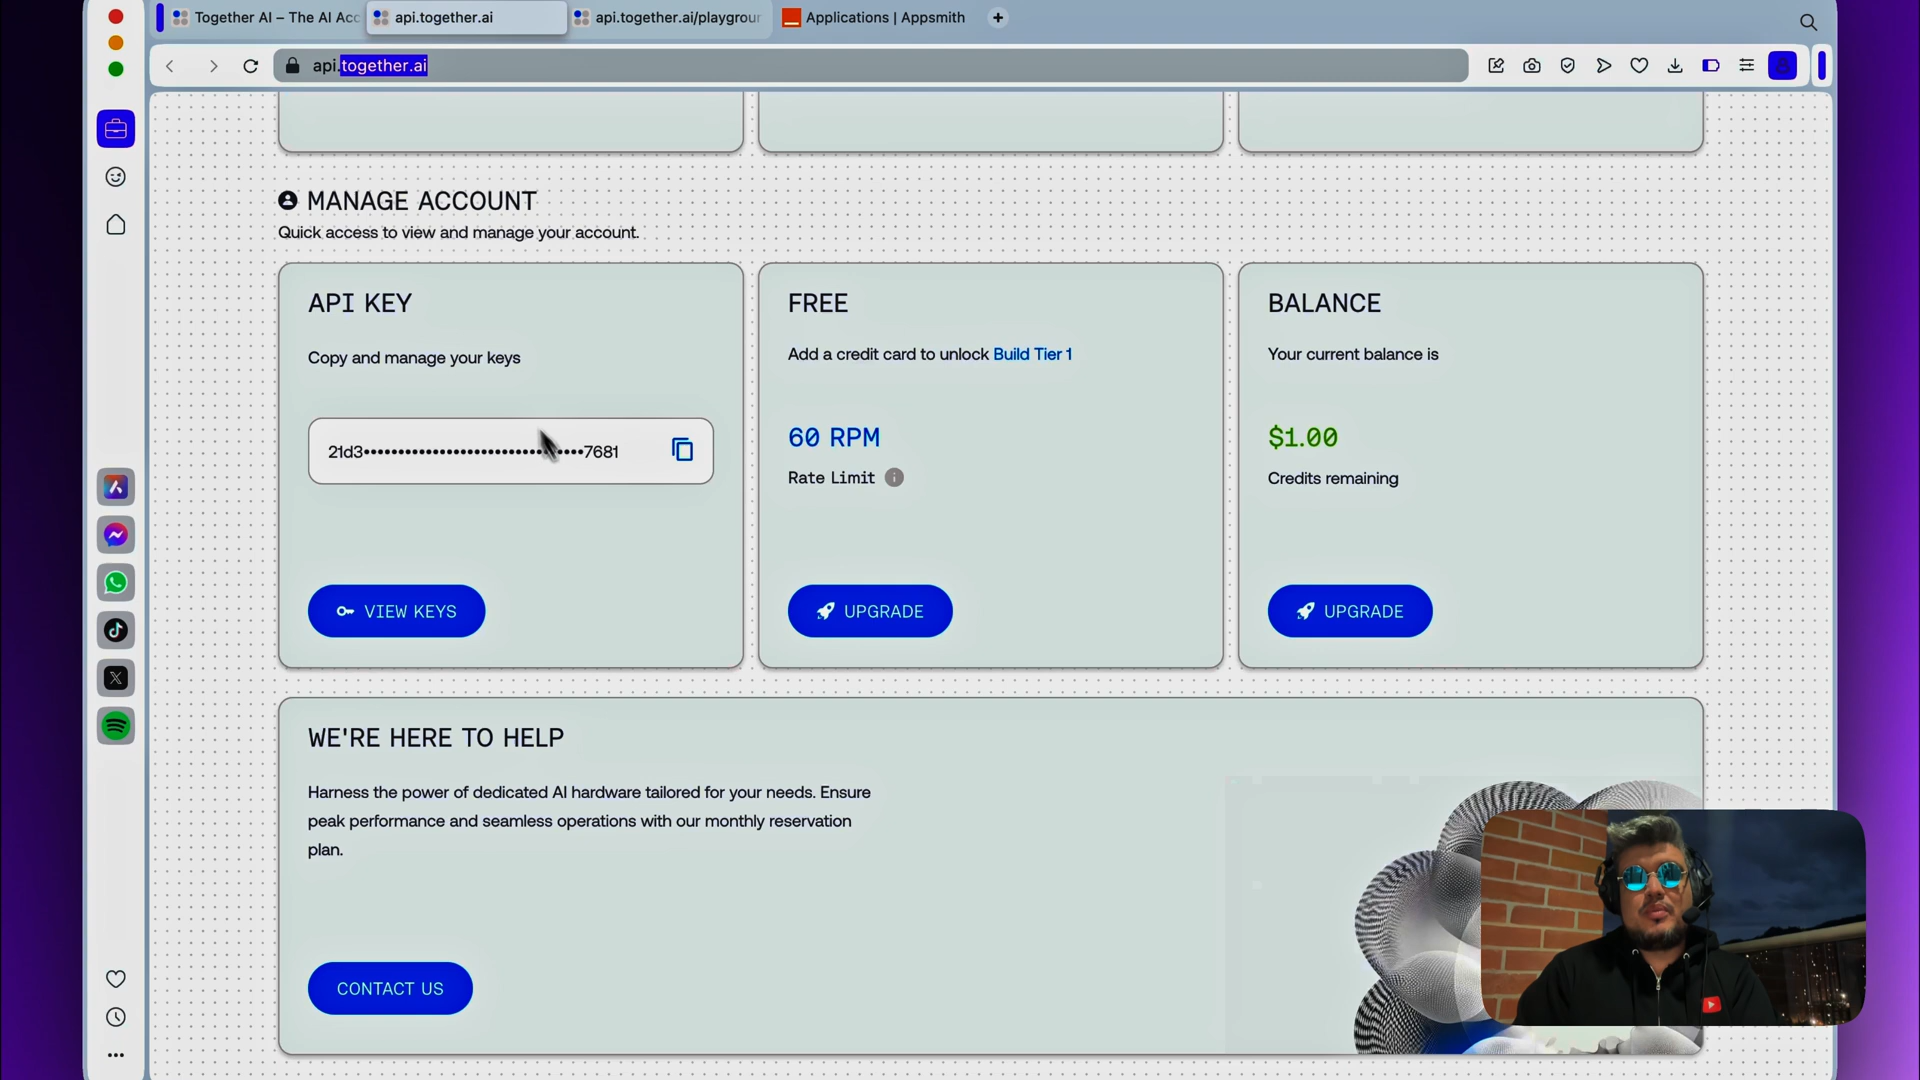 Together AI – The AI Acc
api.together.ai
api.together.ai/playgroun
Applications | Appsmith
api.together.ai
MANAGE ACCOUNT
Quick access to view and manage your account.
API KEY
Copy and manage your keys
21d3••••••••••••••••••••••••••••••••7681
VIEW KEYS
FREE
Add a credit card to unlock Build Tier 1
60 RPM
Rate Limit
UPGRADE
BALANCE
Your current balance is
$1.00
Credits remaining
UPGRADE
WE'RE HERE TO HELP
Harness the power of dedicated AI hardware tailored for your needs. Ensure
peak performance and seamless operations with our monthly reservation
plan.
CONTACT US